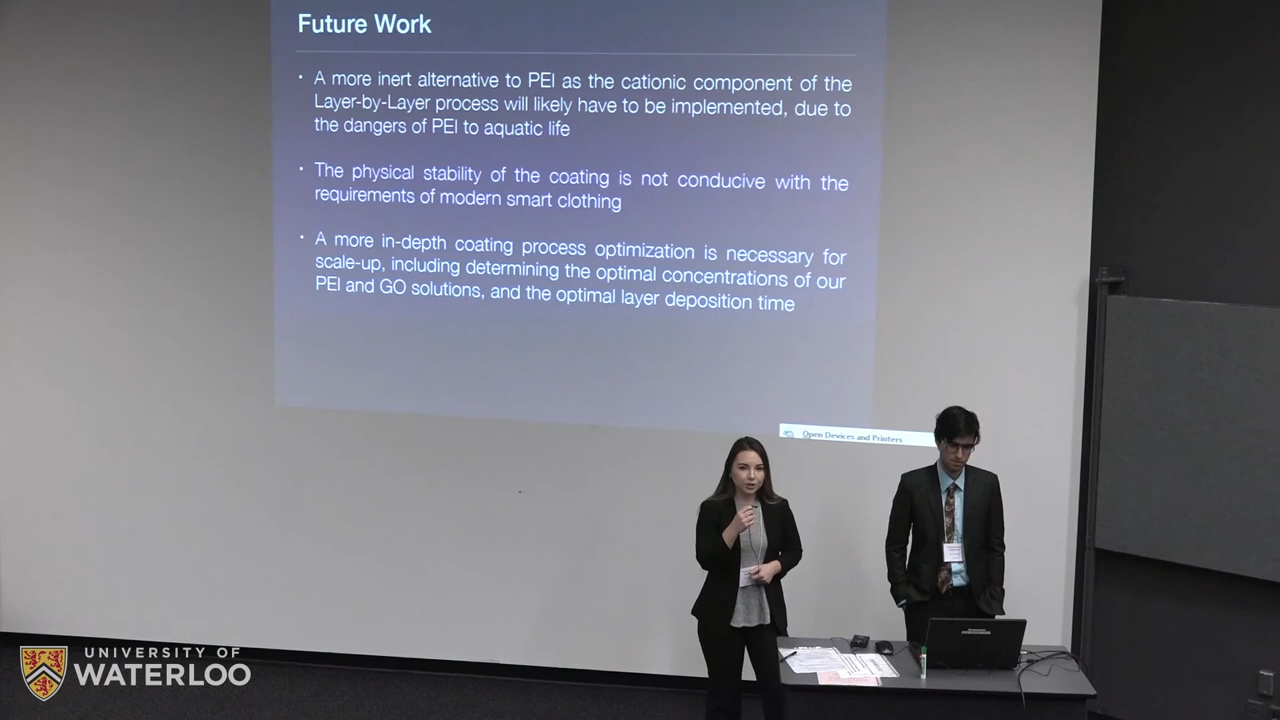 Future Work
• A more inert alternative to PEI as the cationic component of the
Layer-by-Layer process will likely have to be implemented, due to
the dangers of PEI to aquatic life
• The physical stability of the coating is not conducive with the
requirements of modern smart clothing
• A more in-depth coating process optimization is necessary for
scale-up, including determining the optimal concentrations of our
PEI and GO solutions, and the optimal layer deposition time
Open Devices and Printers
UNIVERSITY OF
WATERLOO